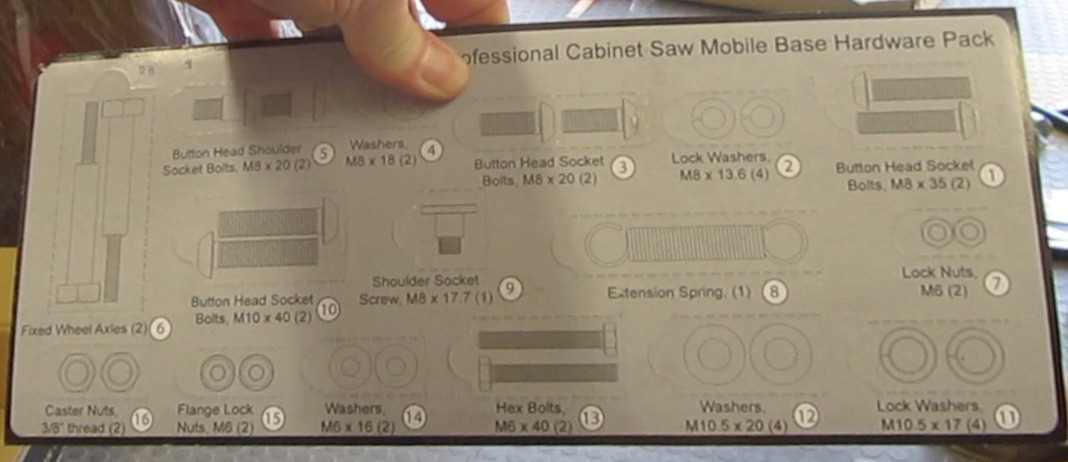 ofessional Cabinet Saw Mobile Base Hardware Pack
Button Head Shoulder
Socket Bolts, M8 x 20 (2)
5
Washers,
M8 x 18 (2)
4
Button Head Socket
Bolts, M8 x 20 (2)
3
Lock Washers,
M8 x 13.6 (4)
2
Button Head Socket
Bolts, M8 x 35 (2)
1
Fixed Wheel Axles (2)
6
Button Head Socket
Bolts, M10 x 40 (2)
10
Shoulder Socket
Screw, M8 x 17.7 (1)
9
Extension Spring, (1)
8
Lock Nuts,
M6 (2)
7
Caster Nuts,
3/8" thread (2)
16
Flange Lock
Nuts, M6 (2)
15
Washers,
M6 x 16 (2)
14
Hex Bolts,
M6 x 40 (2)
13
Washers,
M10.5 x 20 (4)
12
Lock Washers,
M10.5 x 17 (4)
11